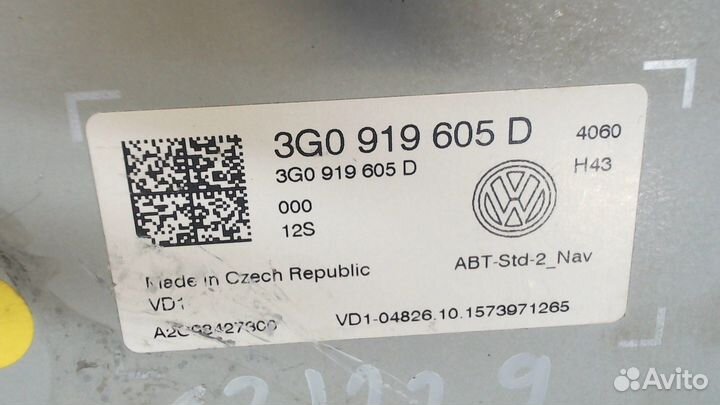 3G0 919 605 D 4060
3G0 919 605 D H43
000
12S
ABT-Std-2_Nav
Made in Czech Republic
VD1
VD1-04826.10.1573971265
Avito